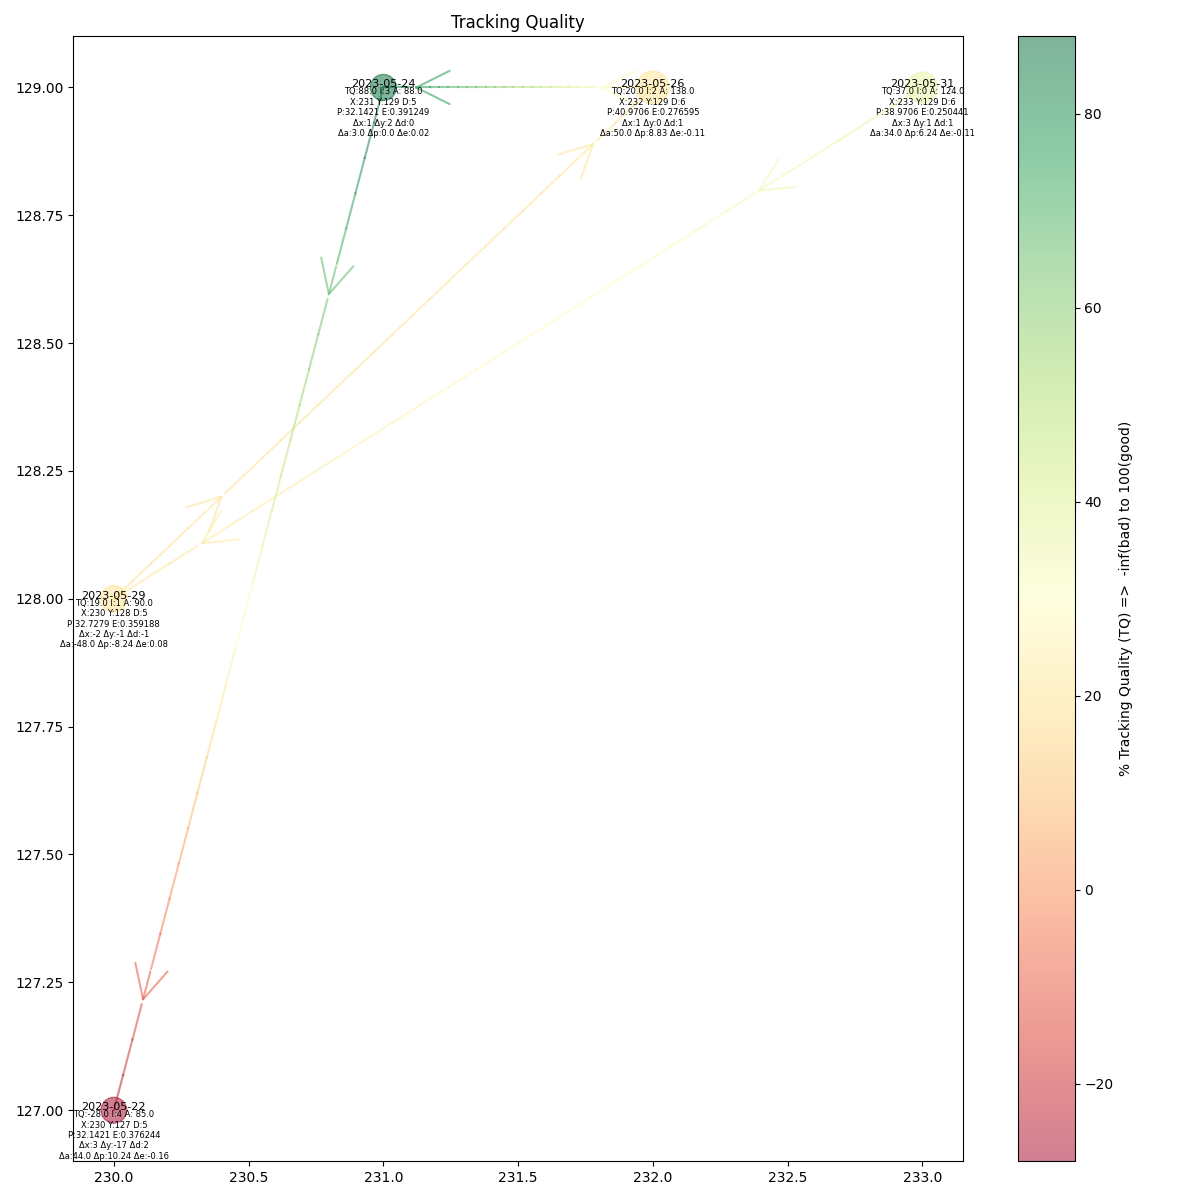 Tracking Quality
129.00
128.75
128.50
128.25
128.00
127.75
127.50
127.25
127.00
2023-05-24
TQ:88.0 I:3 A: 88.0
X:231 Y:129 D:5
P:32.1421 E:0.391249
Δx:1 Δy:2 Δd:0
Δa:3.0 Δp:0.0 Δe:0.02
2023-05-26
TQ:20.0 I:2 A: 138.0
X:232 Y:129 D:6
P:40.9706 E:0.276595
Δx:1 Δy:0 Δd:1
Δa:50.0 Δp:8.83 Δe:-0.11
2023-05-31
TQ:37.0 I:0 A: 124.0
X:233 Y:129 D:6
P:38.9706 E:0.250441
Δx:3 Δy:1 Δd:1
Δa:34.0 Δp:6.24 Δe:-0.11
2023-05-29
TQ:19.0 I:1 A: 90.0
X:230 Y:128 D:5
P:32.7279 E:0.359188
Δx:-2 Δy:-1 Δd:-1
Δa:-48.0 Δp:-8.24 Δe:0.08
2023-05-22
TQ:-28.0 I:4 A: 85.0
X:230 Y:127 D:5
P:32.1421 E:0.376244
Δx:3 Δy:-17 Δd:2
Δa:44.0 Δp:10.24 Δe:-0.16
230.0
230.5
231.0
231.5
232.0
232.5
233.0
80
60
40
20
0
−20
% Tracking Quality (TQ) => -inf(bad) to 100(good)